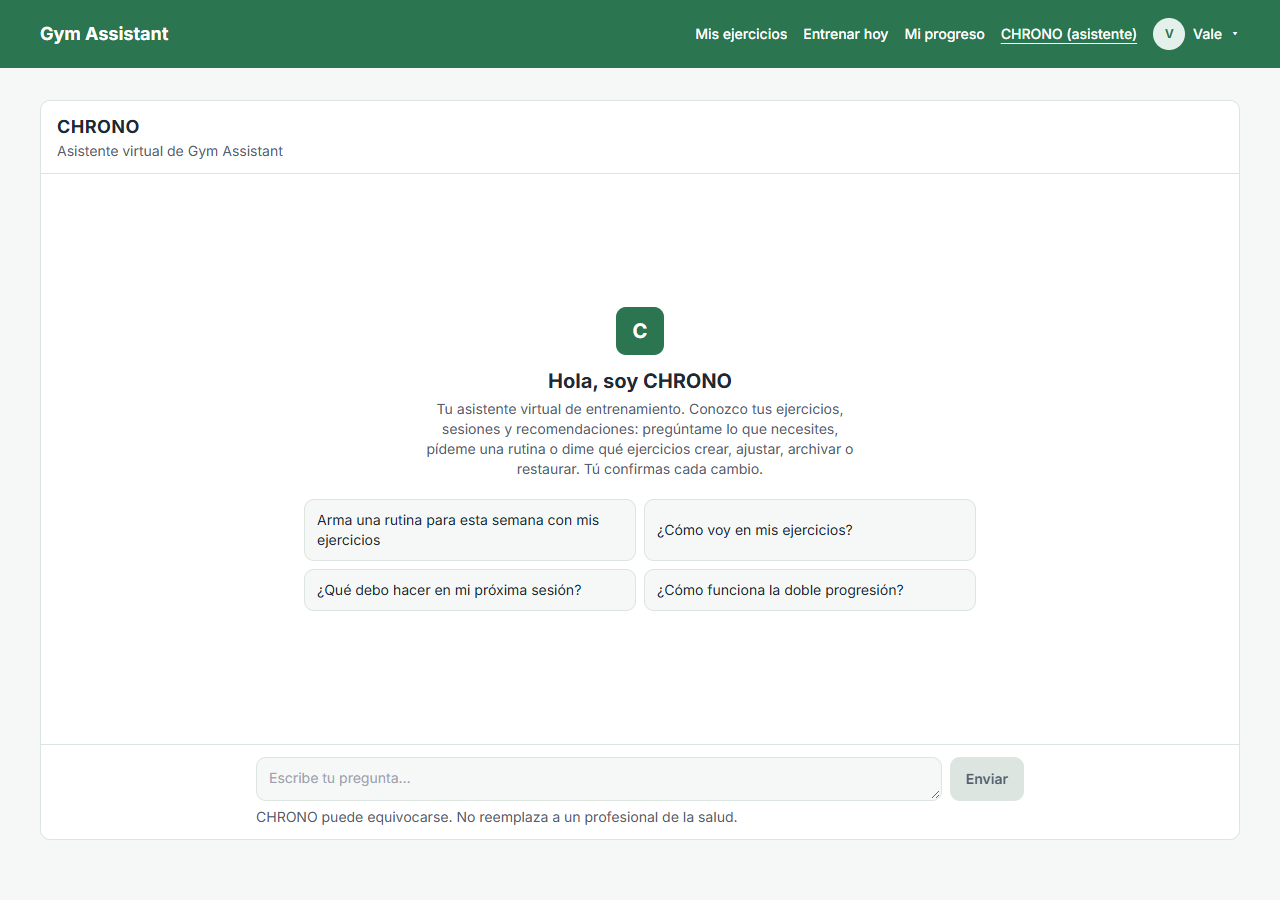 Gym Assistant
Mis ejercicios
Entrenar hoy
Mi progreso
CHRONO (asistente)
V
Vale
CHRONO
Asistente virtual de Gym Assistant
C
Hola, soy CHRONO
Tu asistente virtual de entrenamiento. Conozco tus ejercicios,
sesiones y recomendaciones: pregúntame lo que necesites,
pídeme una rutina o dime qué ejercicios crear, ajustar, archivar o
restaurar. Tú confirmas cada cambio.
Arma una rutina para esta semana con mis
ejercicios
¿Cómo voy en mis ejercicios?
¿Qué debo hacer en mi próxima sesión?
¿Cómo funciona la doble progresión?
Escribe tu pregunta...
Enviar
CHRONO puede equivocarse. No reemplaza a un profesional de la salud.